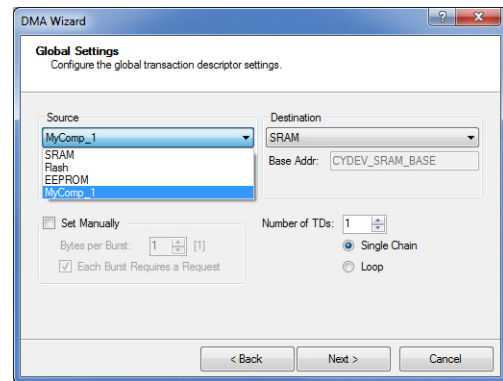 DMA Wizard
Global Settings
Configure the global transaction descriptor settings.
Source
MyComp_1
SRAM
Flash
EEPROM
MyComp_1
Destination
SRAM
Base Addr: CYDEV_SRAM_BASE
Set Manually
Bytes per Burst: 1 [1]
Each Burst Requires a Request
Number of TDs: 1
Single Chain
Loop
< Back Next > Cancel